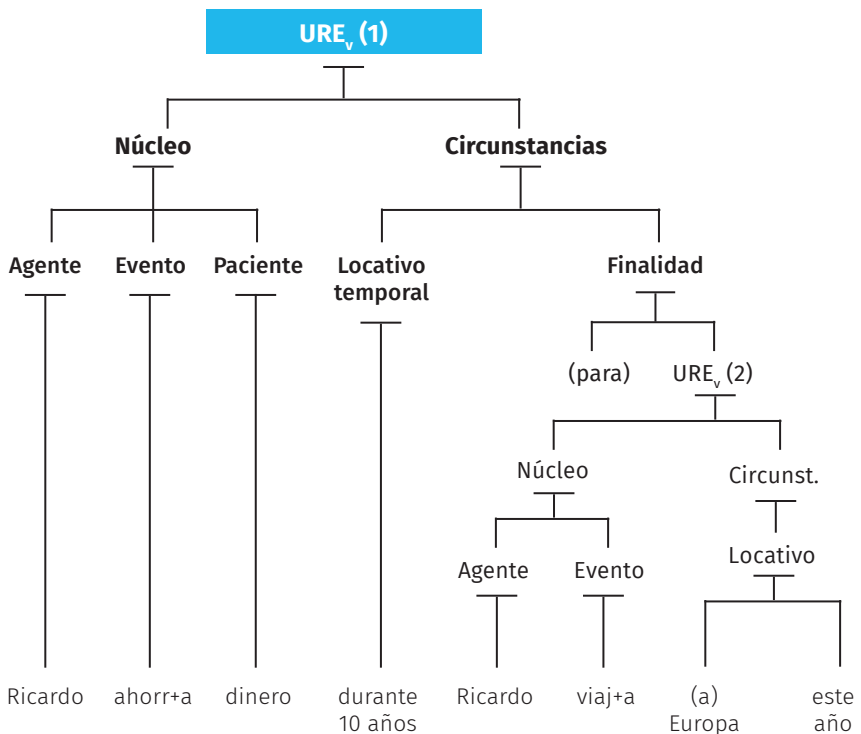 UREv (1)
Núcleo Circunstancias
Agente Evento Paciente Locativo temporal Finalidad
(para) UREv (2)
Núcleo Circunst.
Agente Evento Locativo
Ricardo ahorr+a dinero durante 10 años Ricardo viaj+a (a) Europa este año